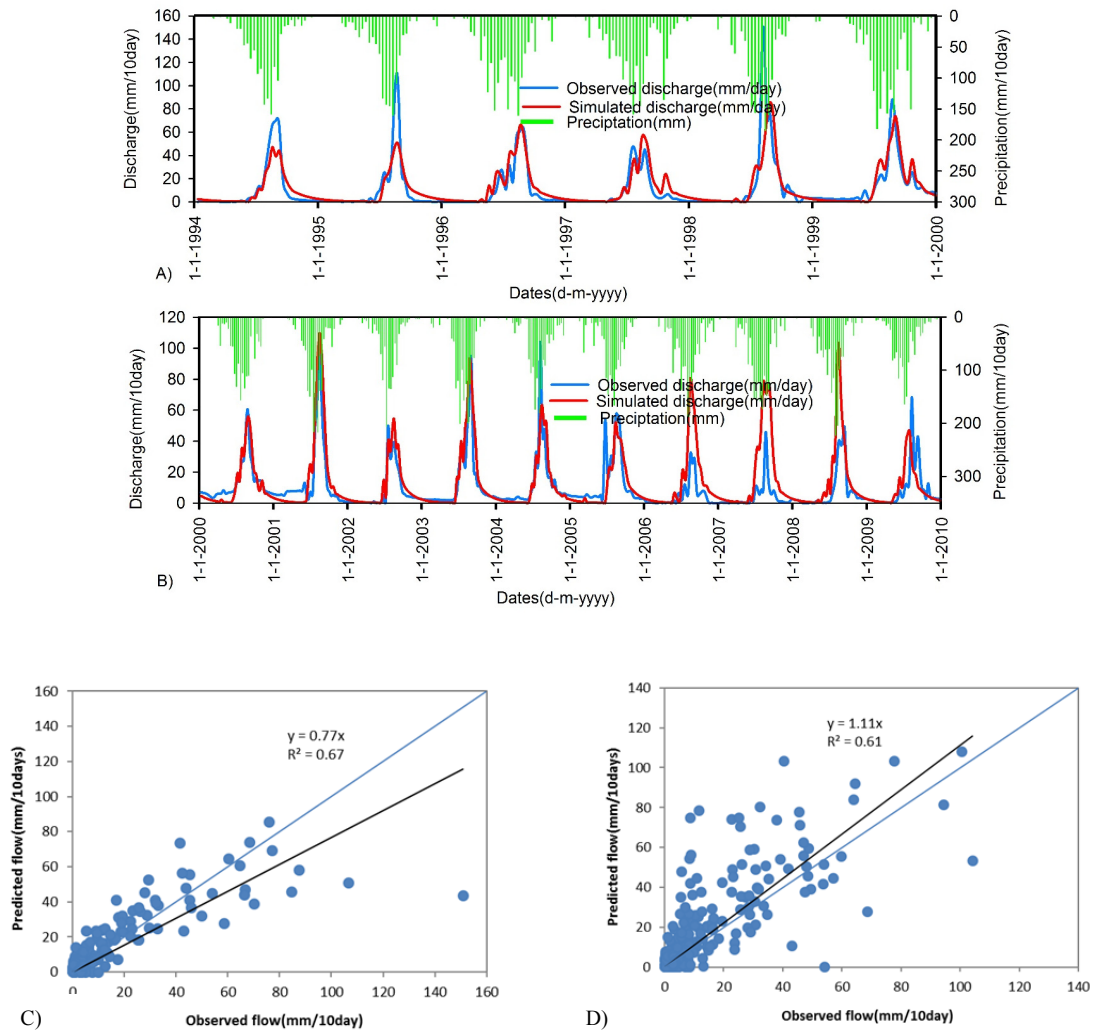 160
140
120
100
80
60
40
20
0
Discharge(mm/10day)
0
50
100
150
200
250
300
Precipitation(mm/10day)
Observed discharge(mm/day)
Simulated discharge(mm/day)
Preciptation(mm)
1-1-1994
1-1-1995
1-1-1996
1-1-1997
1-1-1998
1-1-1999
1-1-2000
A)
Dates(d-m-yyyy)
120
100
80
60
40
20
0
Discharge(mm/10day)
0
100
200
300
Precipitation(mm/10day)
Observed discharge(mm/day)
Simulated discharge(mm/day)
Preciptation(mm)
1-1-2000
1-1-2001
1-1-2002
1-1-2003
1-1-2004
1-1-2005
1-1-2006
1-1-2007
1-1-2008
1-1-2009
1-1-2010
B)
Dates(d-m-yyyy)
160
140
120
100
80
60
40
20
0
Predicted flow(mm/10days)
y = 0.77x
R² = 0.67
0 20 40 60 80 100 120 140 160
Observed flow(mm/10day)
C)
140
120
100
80
60
40
20
0
Predicted flow(mm/10days)
y = 1.11x
R² = 0.61
0 20 40 60 80 100 120 140
Observed flow(mm/10day)
D)